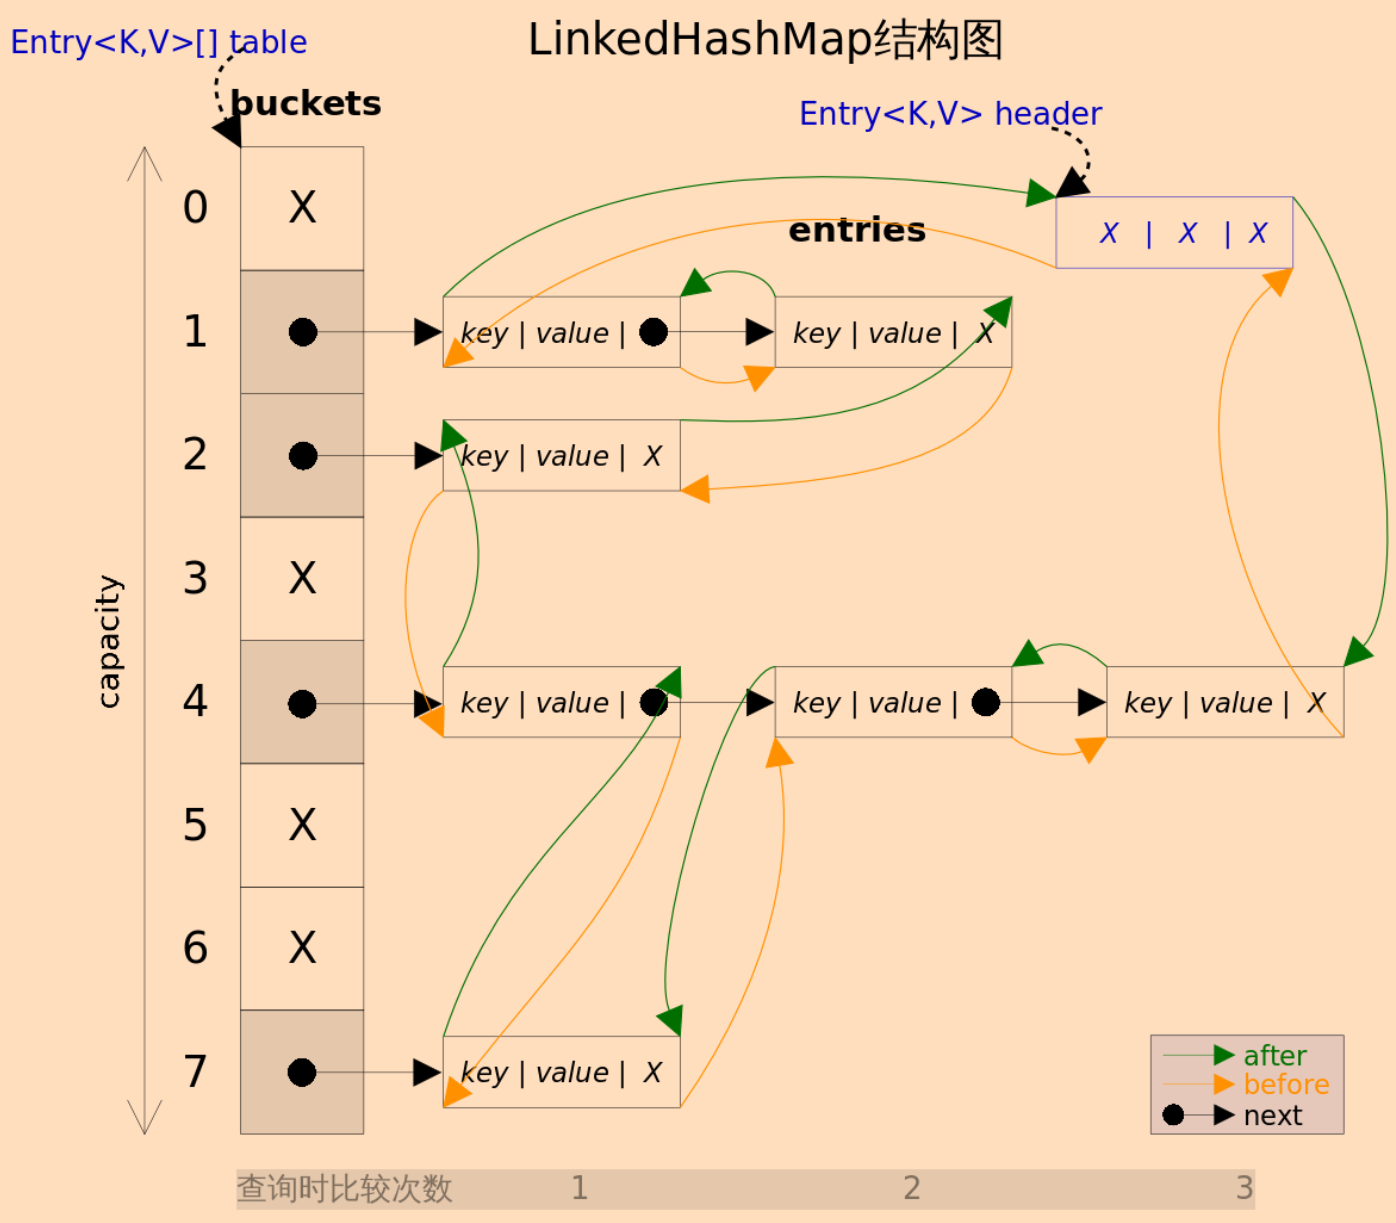 LinkedHashMap结构图
Entry<K,V>[] table
buckets
Entry<K,V> header
0 X
X | X | X
entries
1 key | value | key | value | X
2 key | value | X
3 X
capacity
4 key | value | key | value | key | value | X
5 X
6 X
7 key | value | X
after
before
next
查询时比较次数 1 2 3